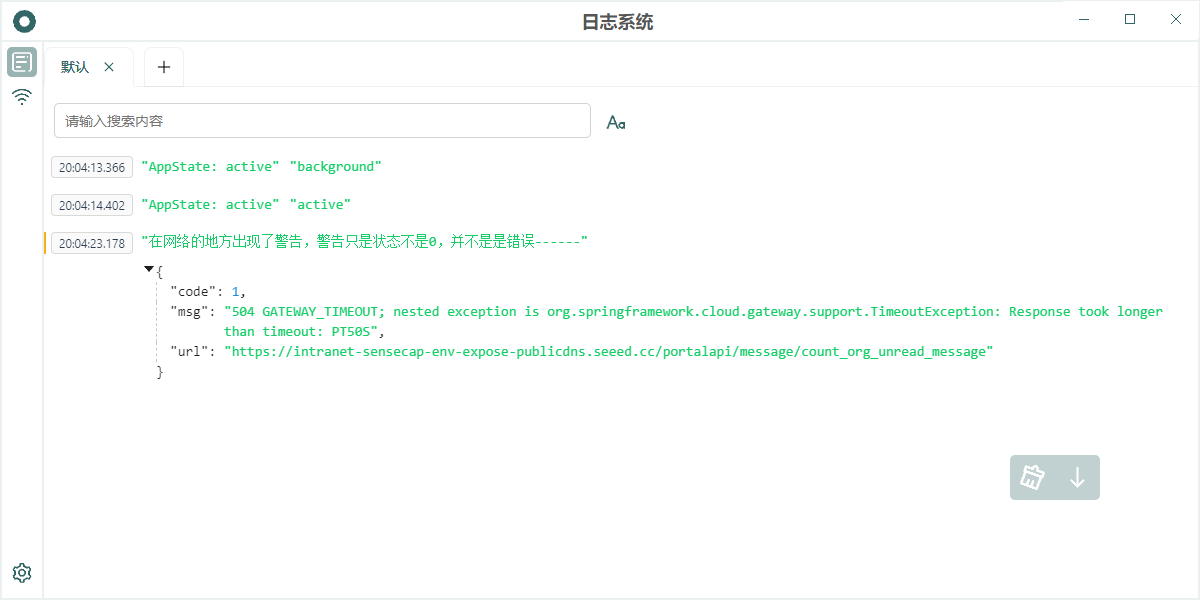 日志系统
默认
请输入搜索内容
Aa
20:04:13.366 "AppState: active" "background"
20:04:14.402 "AppState: active" "active"
20:04:23.178 "在网络的地方出现了警告，警告只是状态不是0，并不是是错误------"
{
"code": 1,
"msg": "504 GATEWAY_TIMEOUT; nested exception is org.springframework.cloud.gateway.support.TimeoutException: Response took longer
than timeout: PT50S",
"url": "https://intranet-sensecap-env-expose-publicdns.seeed.cc/portalapi/message/count_org_unread_message"
}